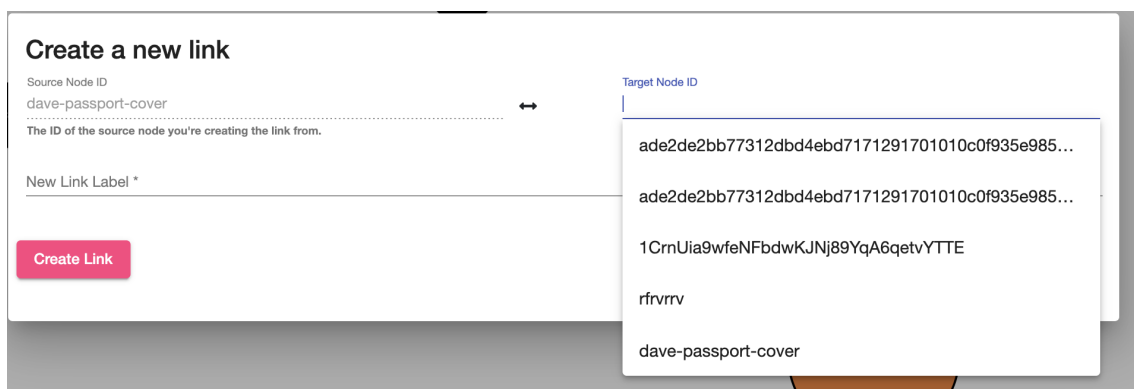 Create a new link
Source Node ID
dave-passport-cover
The ID of the source node you're creating the link from.
Target Node ID
ade2de2bb77312dbd4ebd7171291701010c0f935e985…
ade2de2bb77312dbd4ebd7171291701010c0f935e985…
1CrnUia9wfeNFbdwKJNj89YqA6qetvYTTE
rfrvrrv
dave-passport-cover
New Link Label *
Create Link